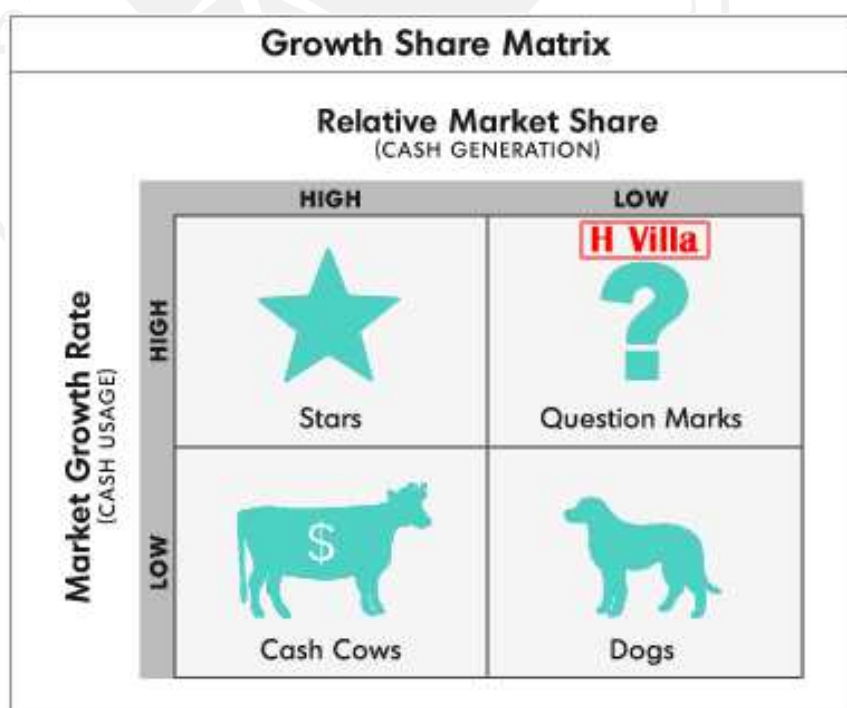 Growth Share Matrix
Relative Market Share
(CASH GENERATION)
HIGH LOW
H Villa
Market Growth Rate
(CASH USAGE)
HIGH
Stars Question Marks
LOW
$
Cash Cows Dogs